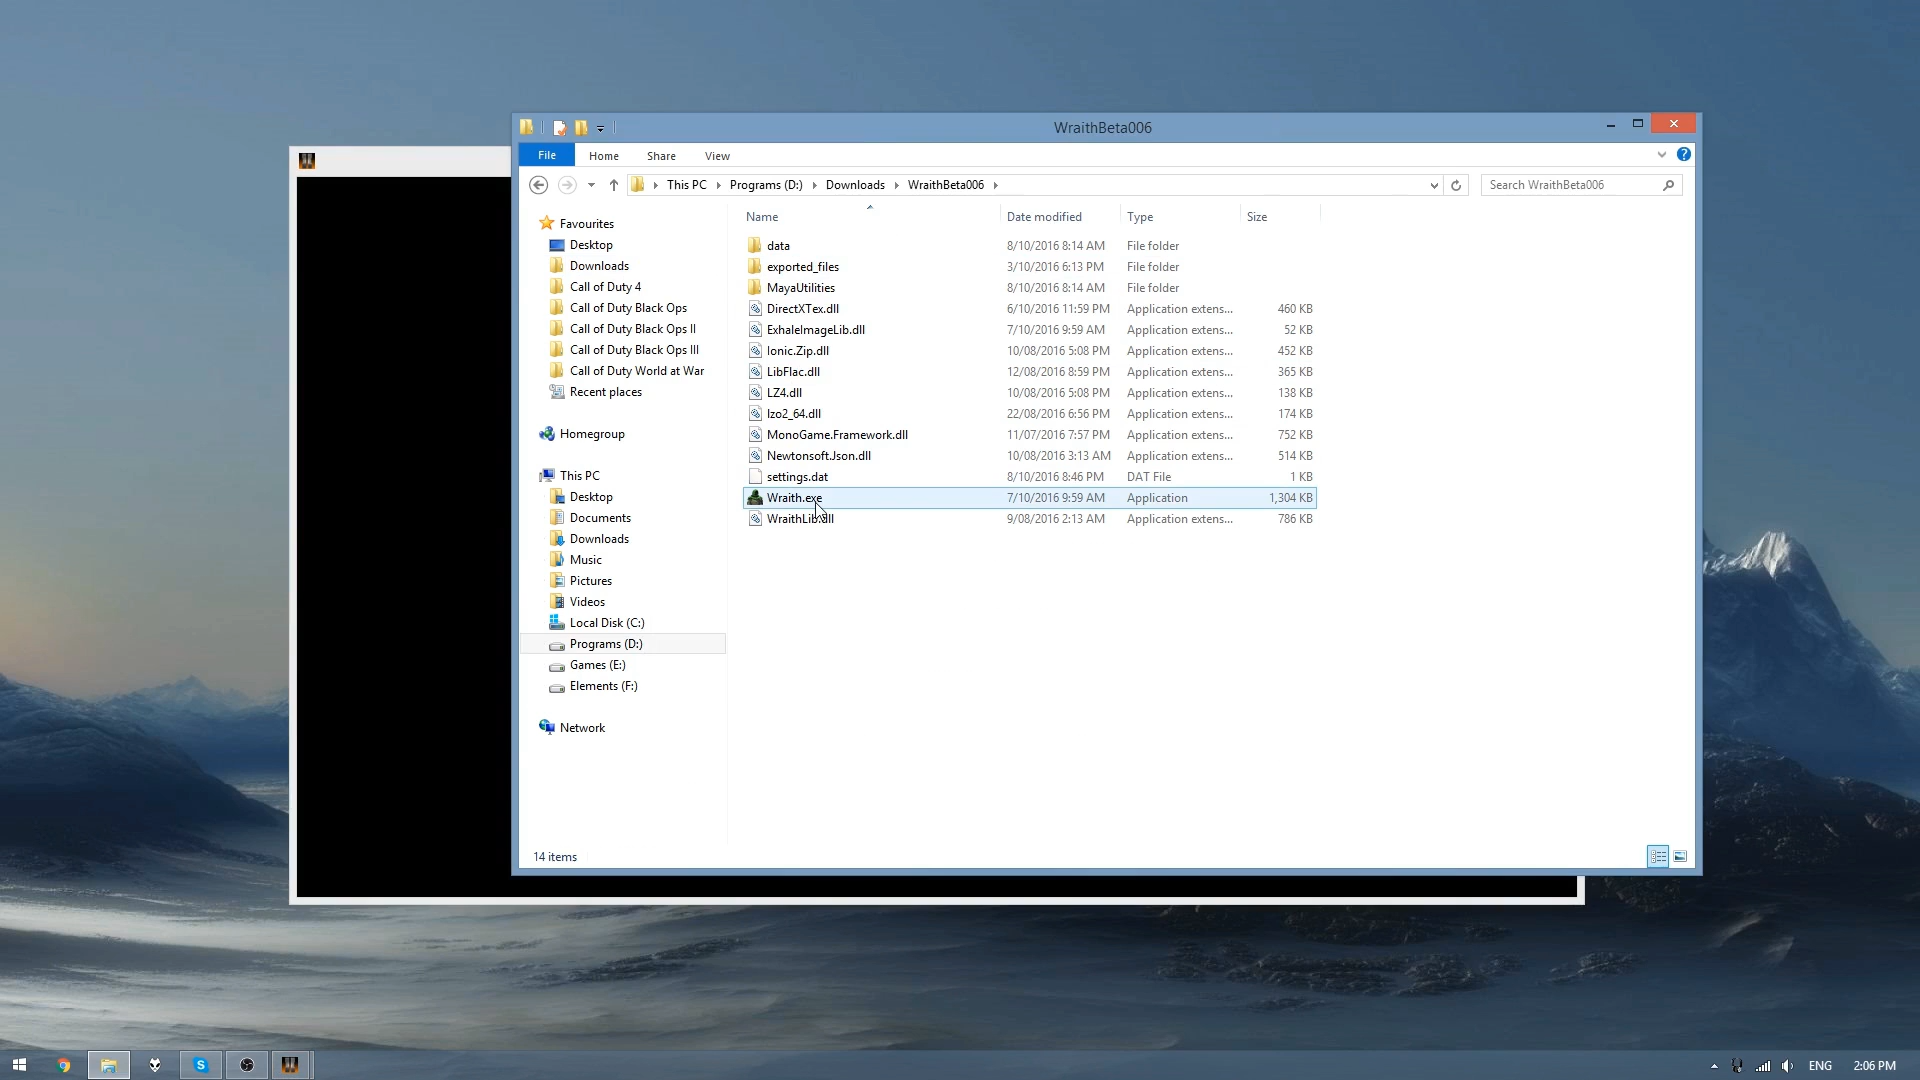 WraithBeta006
File Home Share View
This PC Programs (D:) Downloads WraithBeta006
Search WraithBeta006
Name Date modified Type Size
Favourites
Desktop
Downloads
Call of Duty 4
Call of Duty Black Ops
Call of Duty Black Ops II
Call of Duty Black Ops III
Call of Duty World at War
Recent places
Homegroup
This PC
Desktop
Documents
Downloads
Music
Pictures
Videos
Local Disk (C:)
Programs (D:)
Games (E:)
Elements (F:)
Network
data 8/10/2016 8:14 AM File folder
exported_files 3/10/2016 6:13 PM File folder
MayaUtilities 8/10/2016 8:14 AM File folder
DirectXTex.dll 6/10/2016 11:59 PM Application extens... 460 KB
ExhaleImageLib.dll 7/10/2016 9:59 AM Application extens... 52 KB
Ionic.Zip.dll 10/08/2016 5:08 PM Application extens... 452 KB
LibFlac.dll 12/08/2016 8:59 PM Application extens... 365 KB
LZ4.dll 10/08/2016 5:08 PM Application extens... 138 KB
lzo2_64.dll 22/08/2016 6:56 PM Application extens... 174 KB
MonoGame.Framework.dll 11/07/2016 7:57 PM Application extens... 752 KB
Newtonsoft.Json.dll 10/08/2016 3:13 AM Application extens... 514 KB
settings.dat 8/10/2016 8:46 PM DAT File 1 KB
Wraith.exe 7/10/2016 9:59 AM Application 1,304 KB
WraithLib.dll 9/08/2016 2:13 AM Application extens... 786 KB
14 items
ENG 2:06 PM